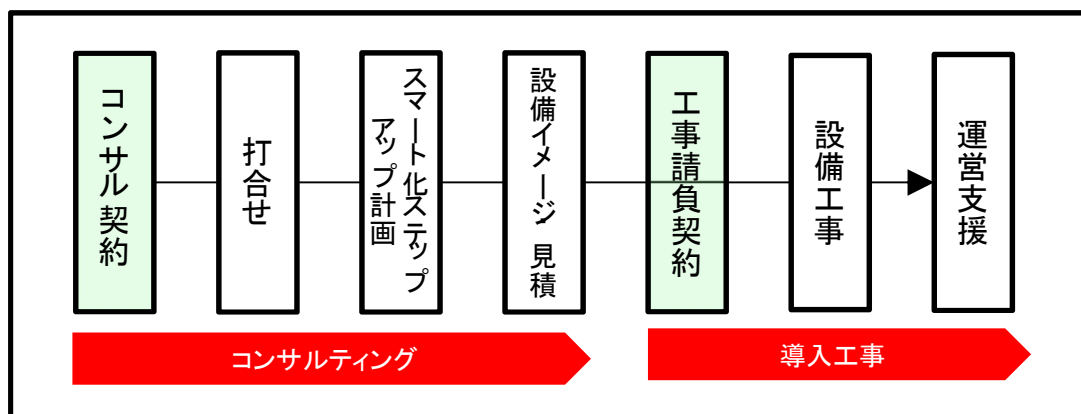 コンサル契約
打合せ
スマート化ステップ
アップ計画
設備イメージ・見積
工事請負契約
設備工事
運営支援
コンサルティング
導入工事